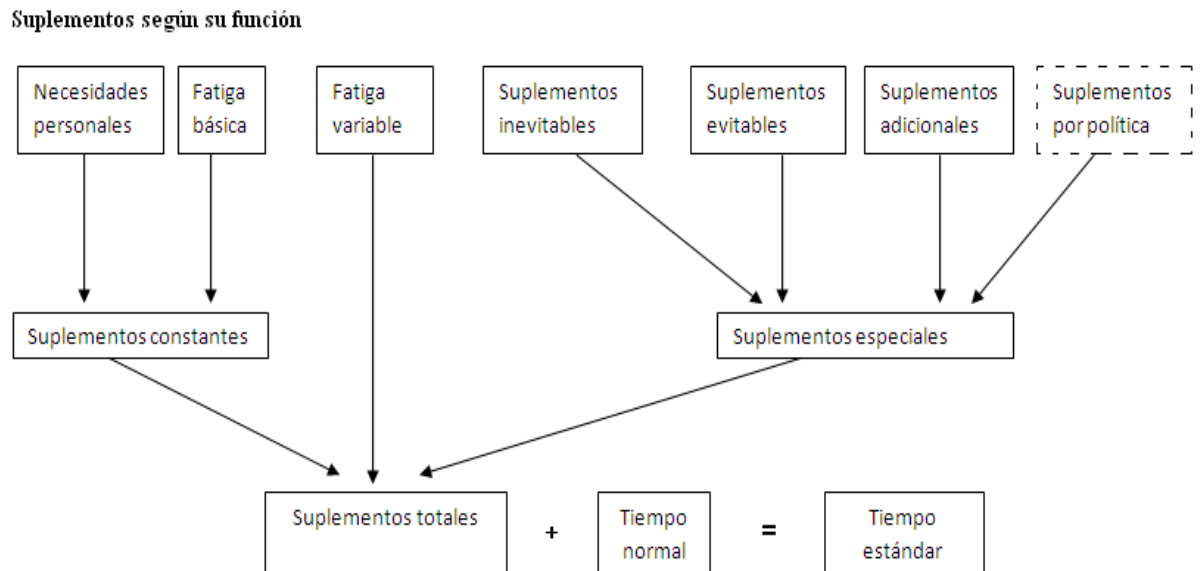 Suplementos según su función
Necesidades
personales
Fatiga
básica
Fatiga
variable
Suplementos
inevitables
Suplementos
evitables
Suplementos
adicionales
Suplementos
por política
Suplementos constantes
Suplementos especiales
Suplementos totales
+
Tiempo
normal
=
Tiempo
estándar